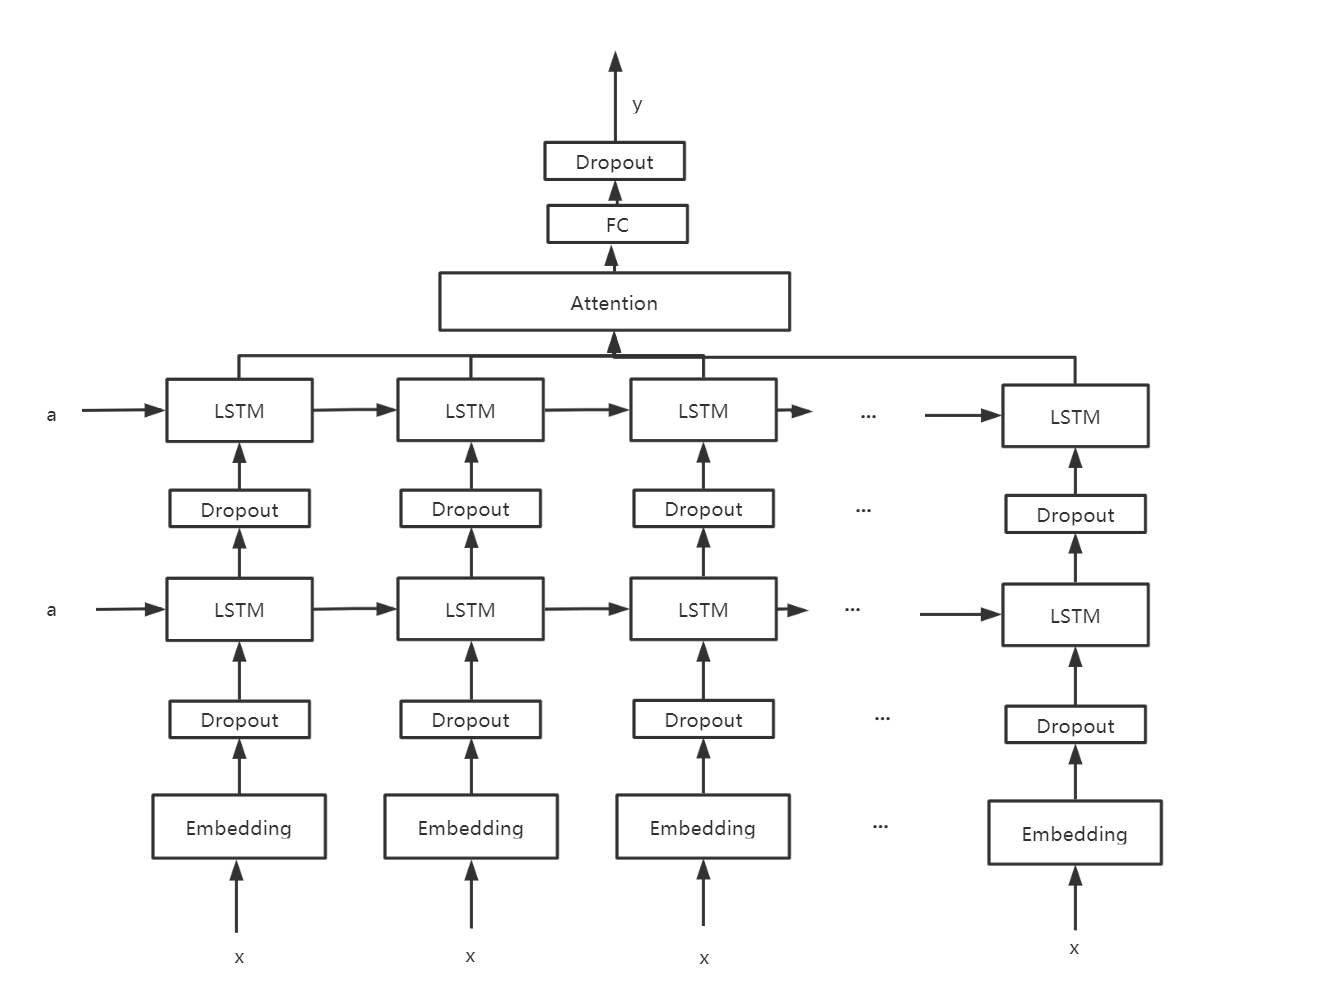 y
Dropout
FC
Attention
a LSTM LSTM LSTM ... LSTM
Dropout Dropout Dropout ... Dropout
a LSTM LSTM LSTM ... LSTM
Dropout Dropout Dropout ... Dropout
Embedding Embedding Embedding ... Embedding
x x x x